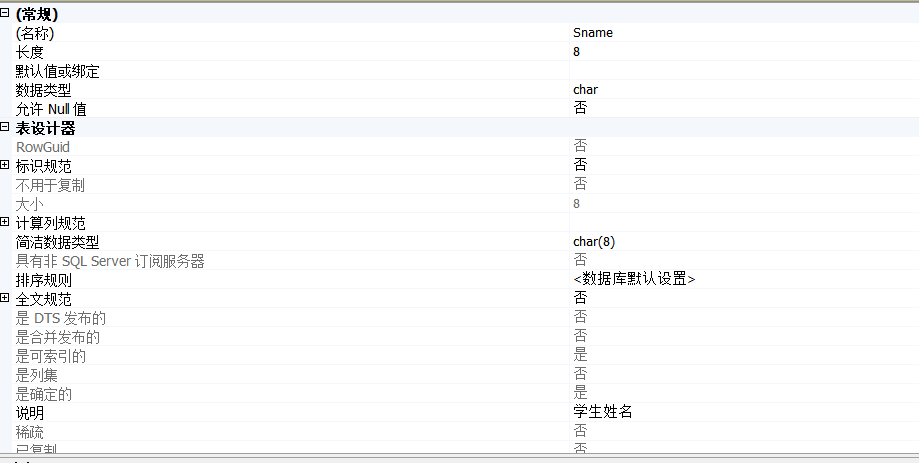 (常规)
(名称) Sname
长度 8
默认值或绑定
数据类型 char
允许 Null 值 否
表设计器
RowGuid 否
标识规范 否
不用于复制 否
大小 8
计算列规范
简洁数据类型 char(8)
具有非 SQL Server 订阅服务器 否
排序规则 <数据库默认设置>
全文规范 否
是 DTS 发布的 否
是合并发布的 否
是可索引的 是
是列集 否
是确定的 是
说明 学生姓名
稀疏 否
已复制 否